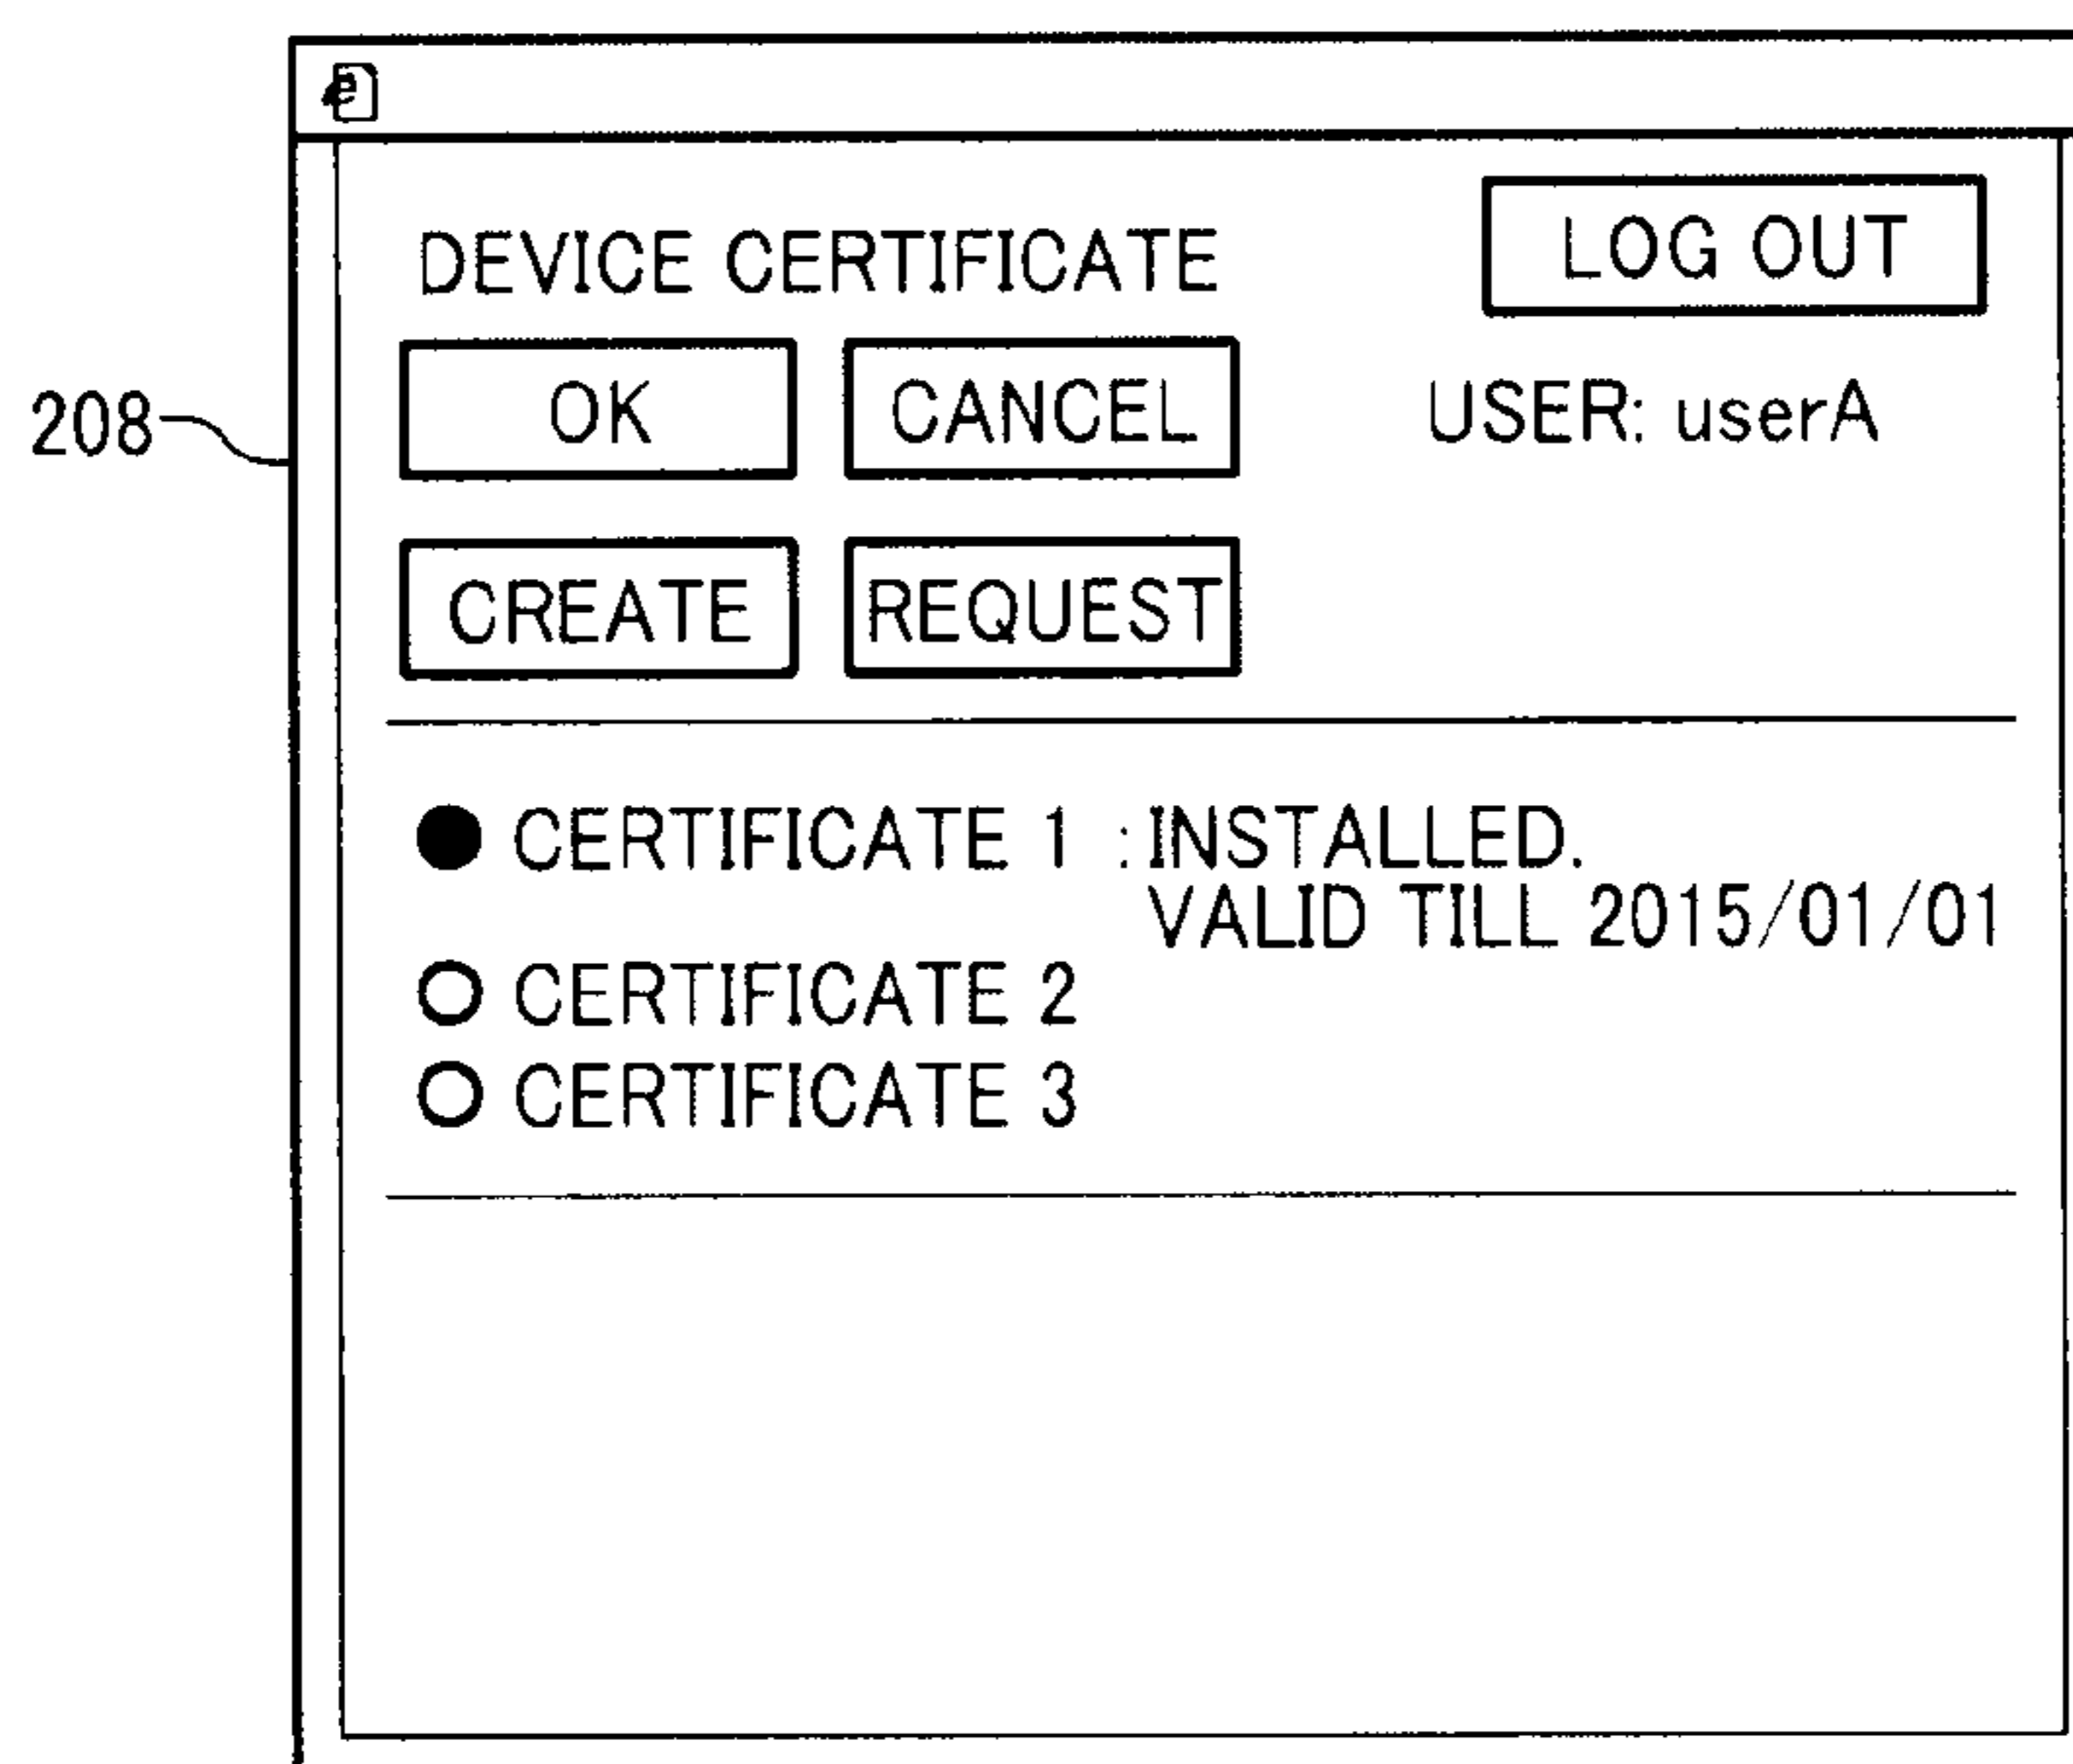 DEVICE CERTIFICATE
LOG OUT
OK
CANCEL
USER: userA
208
CREATE
REQUEST
CERTIFICATE 1 : INSTALLED.
VALID TILL 2015/01/01
CERTIFICATE 2
CERTIFICATE 3